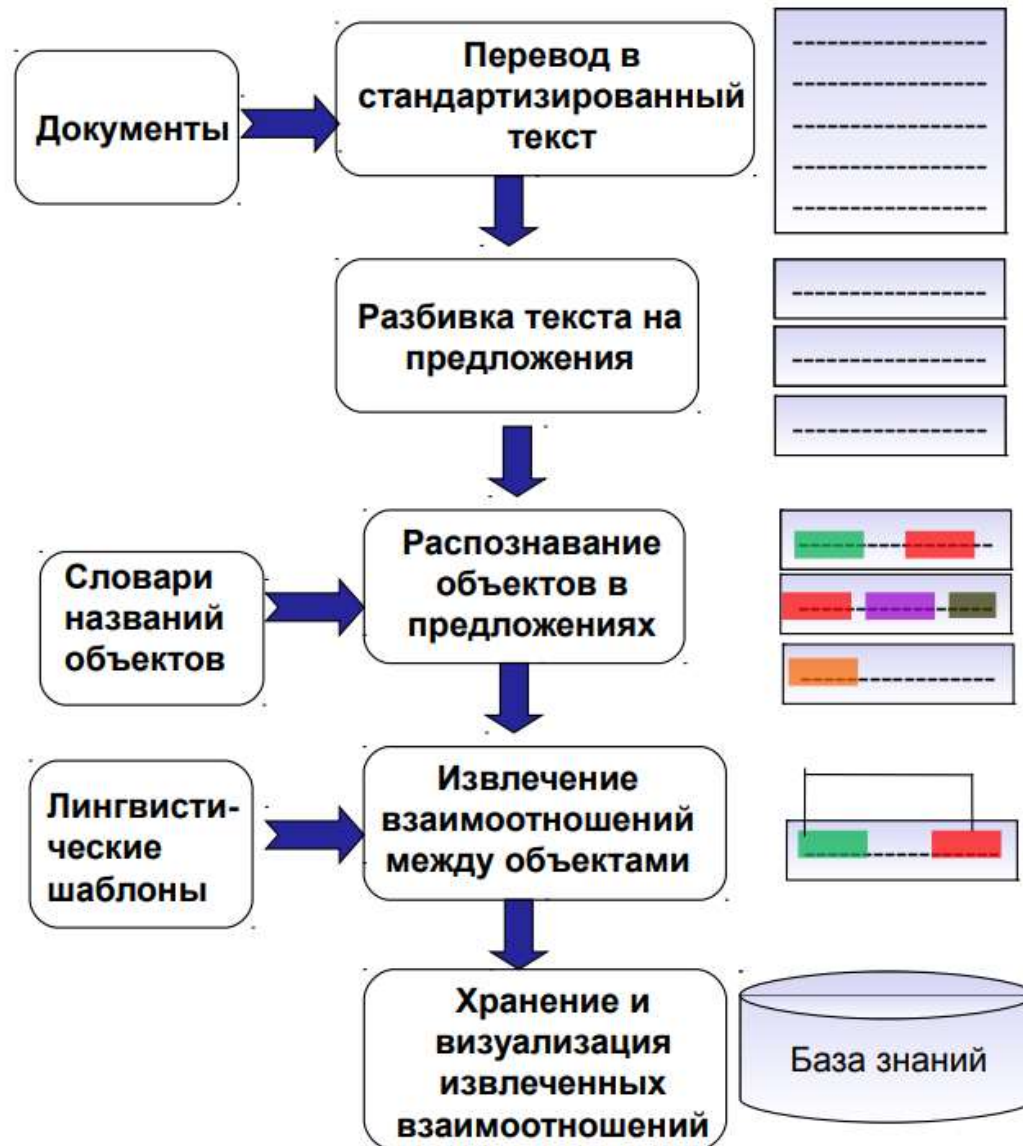 Документы
Перевод в
стандартизированный
текст
Разбивка текста на
предложения
Словари
названий
объектов
Распознавание
объектов в
предложениях
Лингвисти-
ческие
шаблоны
Извлечение
взаимоотношений
между объектами
Хранение и
визуализация
извлеченных
взаимоотношений
База знаний